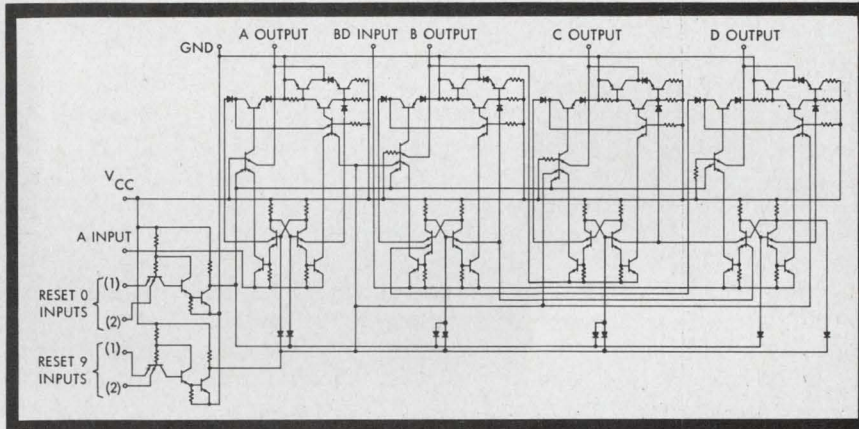 A OUTPUT BD INPUT B OUTPUT C OUTPUT D OUTPUT
GND
VCC
A INPUT
RESET 0 INPUTS (1) (2)
RESET 9 INPUTS (1) (2)